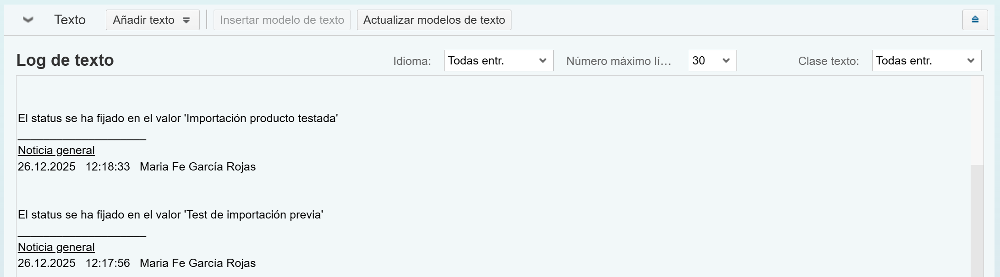 Texto Añadir texto Insertar modelo de texto Actualizar modelos de texto
Log de texto Idioma: Todas entr. Número máximo lí... 30 Clase texto: Todas entr.
El status se ha fijado en el valor 'Importación producto testada'
____________________
Noticia general
26.12.2025 12:18:33 Maria Fe García Rojas
El status se ha fijado en el valor 'Test de importación previa'
____________________
Noticia general
26.12.2025 12:17:56 Maria Fe García Rojas